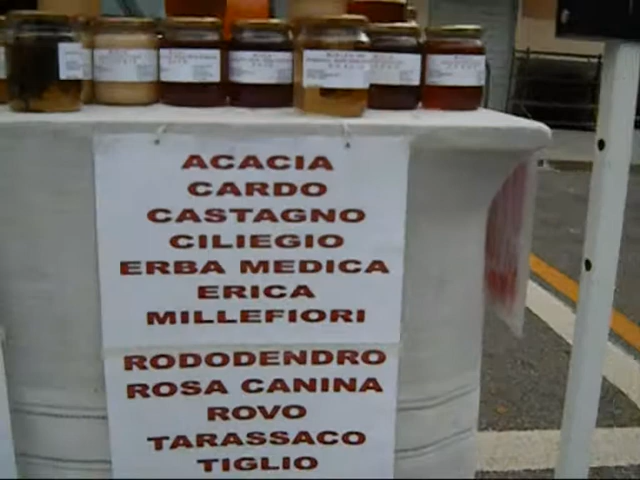 ACACIA
CARDO
CASTAGNO
CILIEGIO
ERBA MEDICA
ERICA
MILLEFIORI
RODODENDRO
ROSA CANINA
ROVO
TARASSACO
TIGLIO